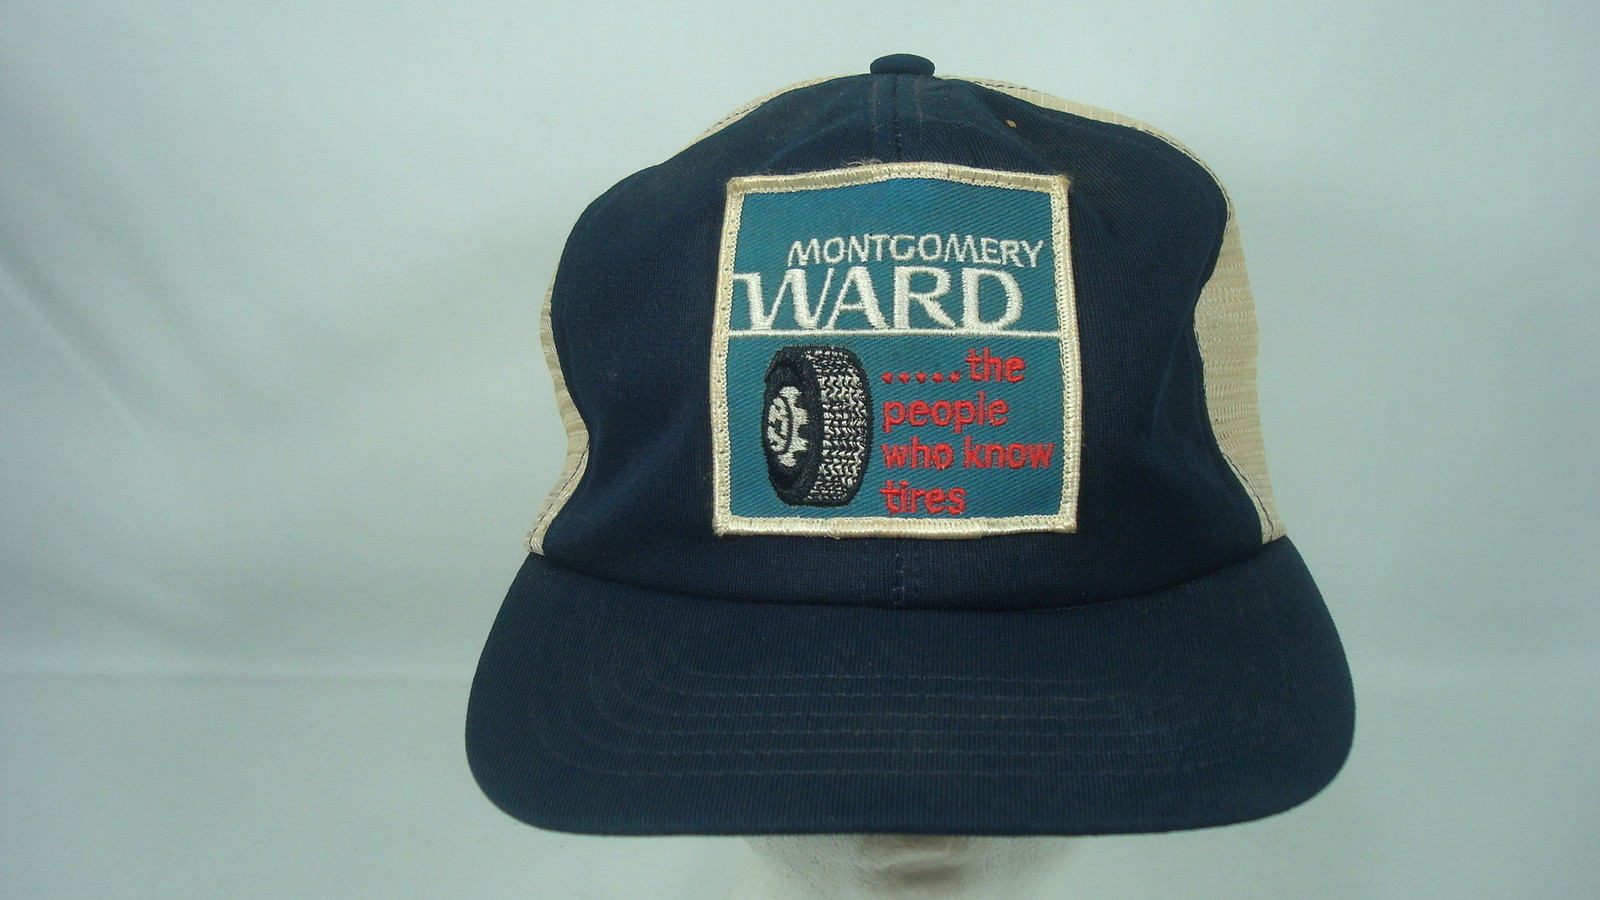 MONTGOMERY
WARD
.....the
people
who know
tires